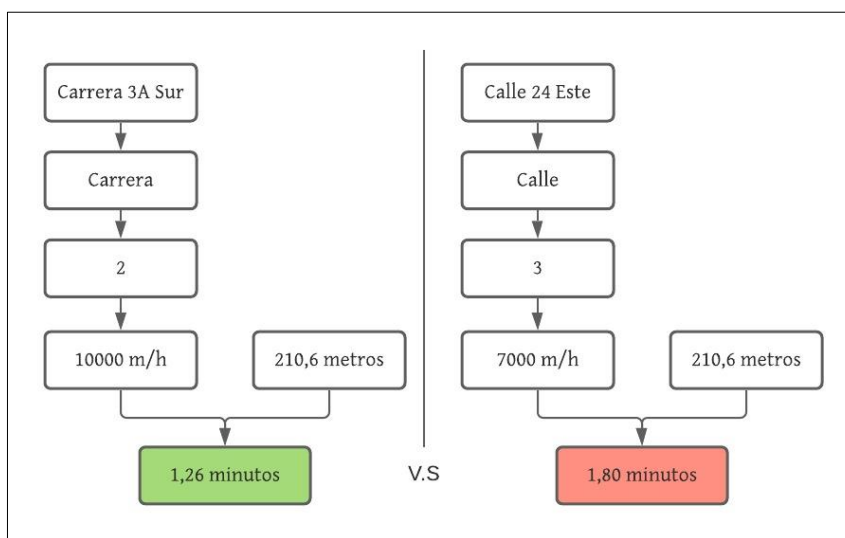 Carrera 3A Sur
Carrera
2
10000 m/h
210,6 metros
1,26 minutos
V.S
Calle 24 Este
Calle
3
7000 m/h
210,6 metros
1,80 minutos